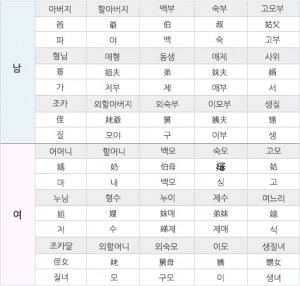 아버지 할아버지 백부 숙부 고모부
爸 爺 伯 叔 姑父
파 야 백 숙 고부
남
형님 매형 동생 매제 사위
哥 姐夫 弟 妹夫 婿
가 저부 제 매부 서
조카 외할아버지 외숙부 이모부 생질
侄 姥爺 舅 姨夫 甥
질 모야 구 이부 생
어머니 할머니 백모 숙모 고모
媽 奶 伯母 嬸 姑
마 내 백모 심 고
여
누님 형수 누이 제수 며느리
姐 嫂 妹妹 弟妹 媳
저 수 매제 제매 식
조카딸 외할머니 외숙모 이모 생질녀
侄女 姥 舅母 姨 甥女
질녀 모 구모 이 생녀